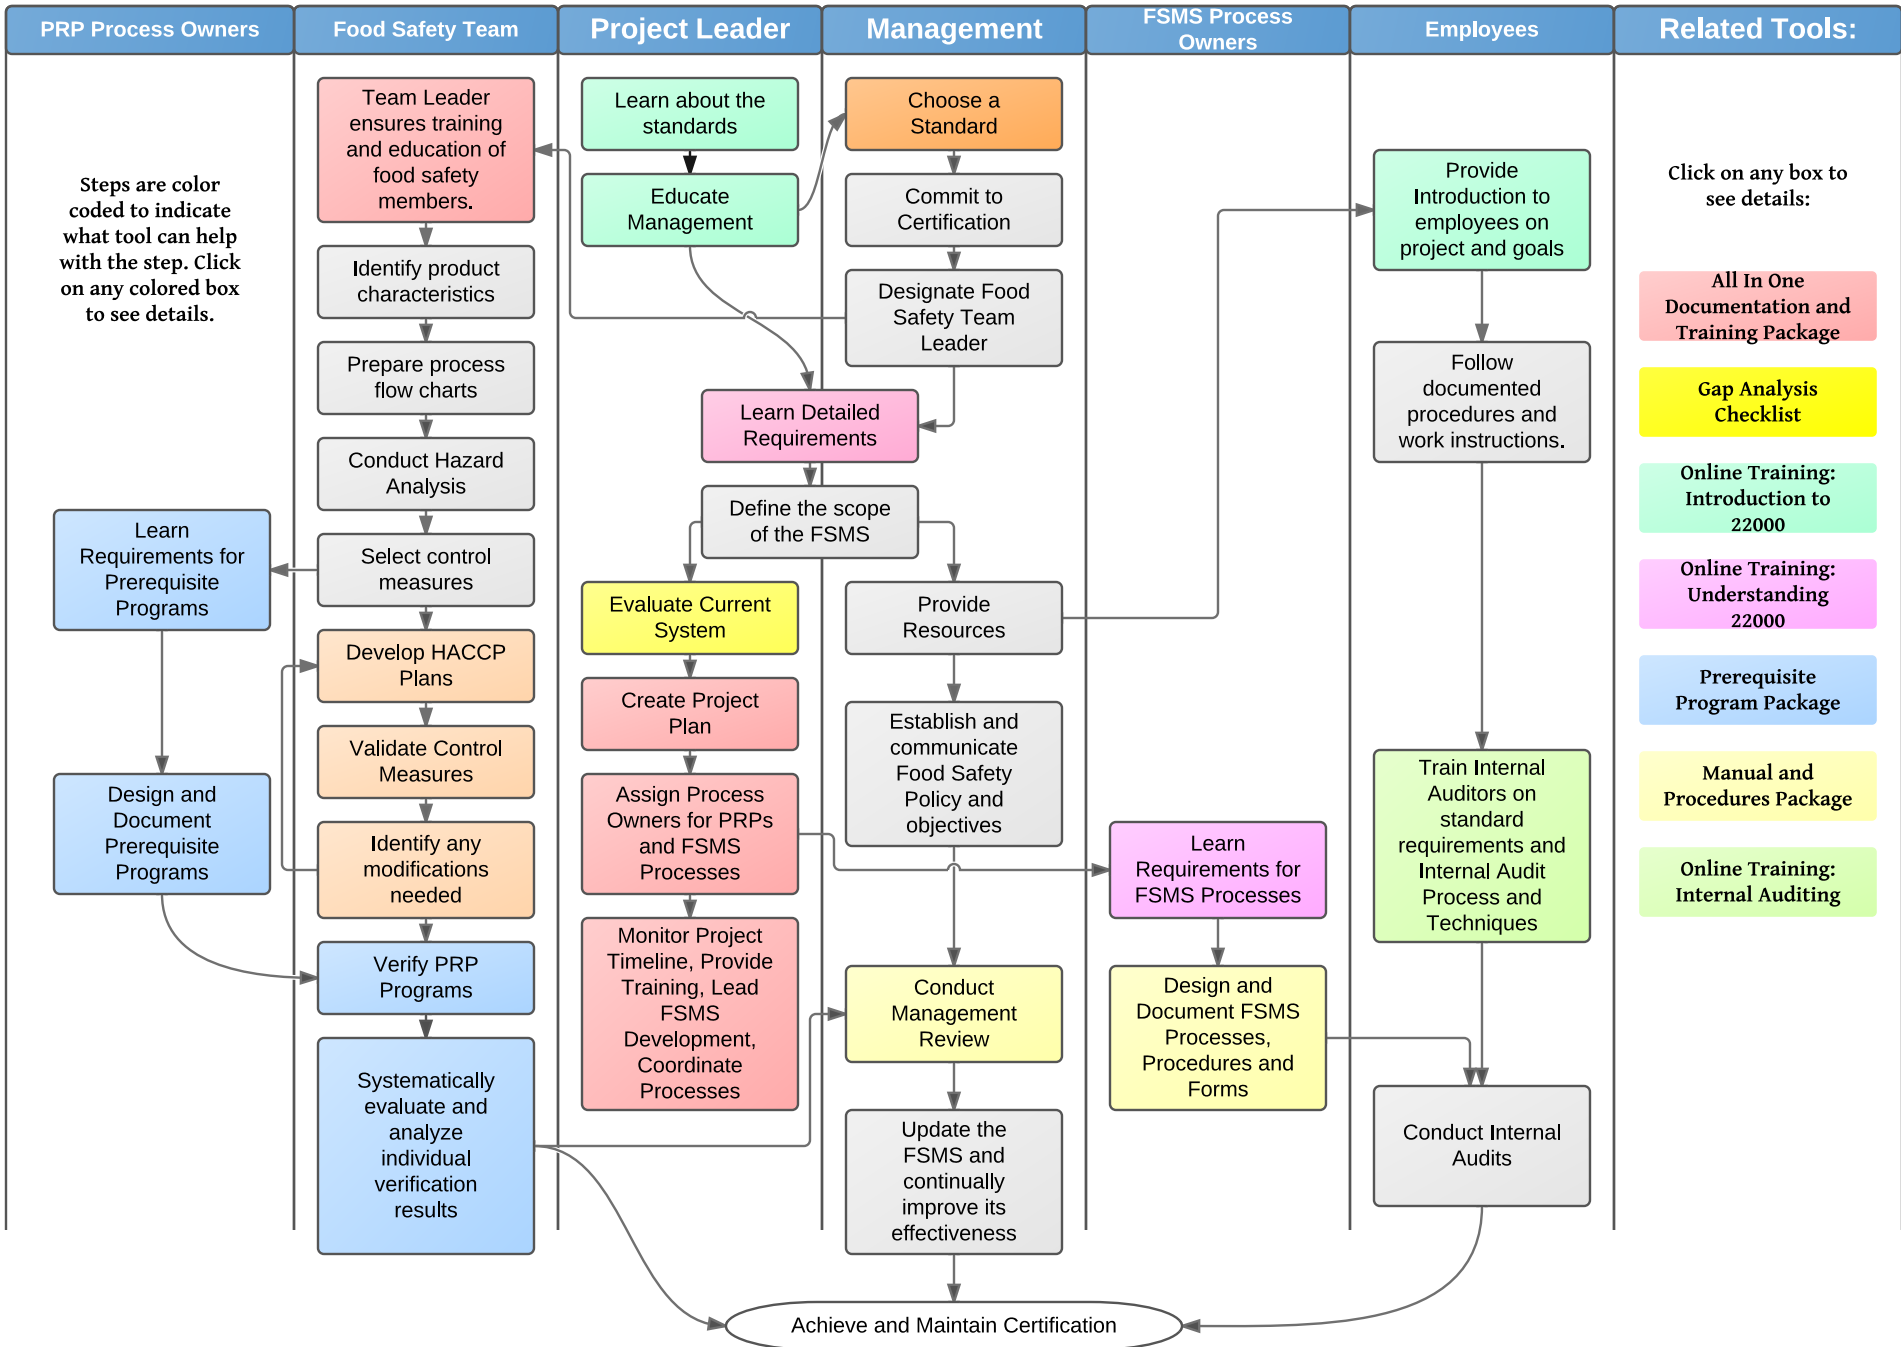 PRP Process Owners
Food Safety Team
Project Leader
Management
FSMS Process
Owners
Employees
Related Tools:
Steps are color
coded to indicate
what tool can help
with the step. Click
on any colored box
to see details.
Learn
Requirements for
Prerequisite
Programs
Design and
Document
Prerequisite
Programs
Team Leader
ensures training
and education of
food safety
members.
Identify product
characteristics
Prepare process
flow charts
Conduct Hazard
Analysis
Select control
measures
Develop HACCP
Plans
Validate Control
Measures
Identify any
modifications
needed
Verify PRP
Programs
Systematically
evaluate and
analyze
individual
verification
results
Learn about the
standards
Educate
Management
Learn Detailed
Requirements
Define the scope
of the FSMS
Evaluate Current
System
Create Project
Plan
Assign Process
Owners for PRPs
and FSMS
Processes
Monitor Project
Timeline, Provide
Training, Lead
FSMS
Development,
Coordinate
Processes
Choose a
Standard
Commit to
Certification
Designate Food
Safety Team
Leader
Provide
Resources
Establish and
communicate
Food Safety
Policy and
objectives
Conduct
Management
Review
Update the
FSMS and
continually
improve its
effectiveness
Learn
Requirements for
FSMS Processes
Design and
Document FSMS
Processes,
Procedures and
Forms
Provide
Introduction to
employees on
project and goals
Follow
documented
procedures and
work instructions.
Train Internal
Auditors on
standard
requirements and
Internal Audit
Process and
Techniques
Conduct Internal
Audits
Click on any box to
see details:
All In One
Documentation and
Training Package
Gap Analysis
Checklist
Online Training:
Introduction to
22000
Online Training:
Understanding
22000
Prerequisite
Program Package
Manual and
Procedures Package
Online Training:
Internal Auditing
Achieve and Maintain Certification